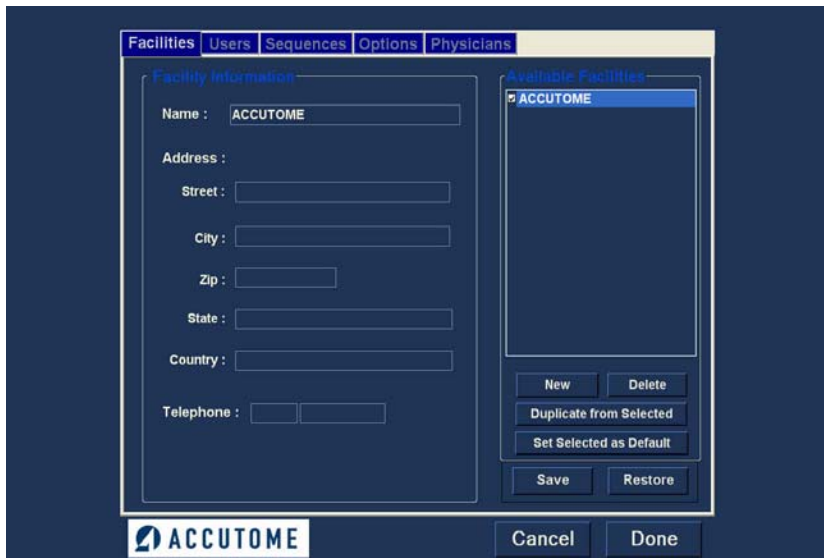 Facilities Users Sequences Options Physicians
Facility Information
Name : ACCUTOME
Address :
Street :
City :
Zip :
State :
Country :
Telephone :
Available Facilities
ACCUTOME
New Delete
Duplicate from Selected
Set Selected as Default
Save Restore
ACCUTOME
Cancel Done